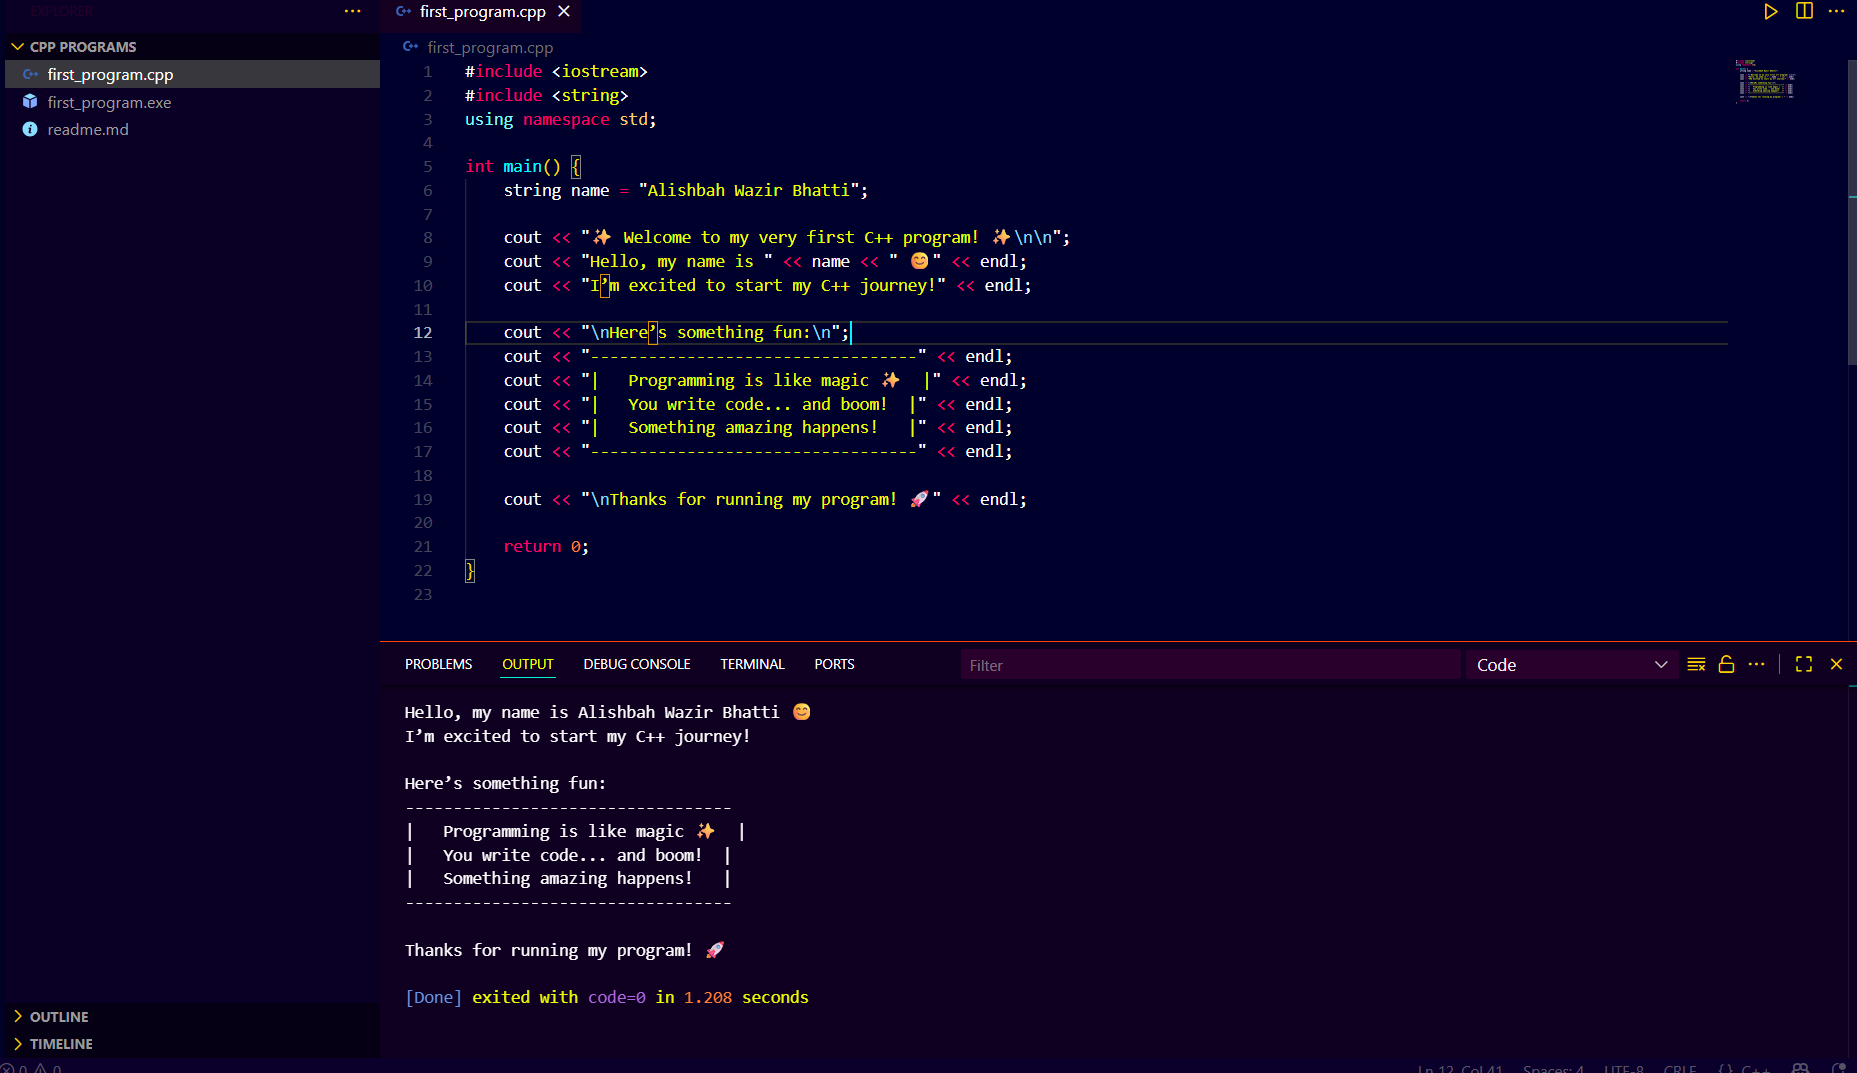 EXPLORER
first_program.cpp
CPP PROGRAMS
first_program.cpp
first_program.exe
readme.md
first_program.cpp
1 #include <iostream>
2 #include <string>
3 using namespace std;
4
5 int main() {
6 string name = "Alishbah Wazir Bhatti";
7
8 cout << "✨ Welcome to my very first C++ program! ✨\n\n";
9 cout << "Hello, my name is " << name << " 😊" << endl;
10 cout << "I’m excited to start my C++ journey!" << endl;
11
12 cout << "\nHere’s something fun:\n";
13 cout << "----------------------------------" << endl;
14 cout << "|   Programming is like magic ✨  |" << endl;
15 cout << "|   You write code... and boom!  |" << endl;
16 cout << "|   Something amazing happens!   |" << endl;
17 cout << "----------------------------------" << endl;
18
19 cout << "\nThanks for running my program! 🚀" << endl;
20
21 return 0;
22 }
23
PROBLEMS OUTPUT DEBUG CONSOLE TERMINAL PORTS Filter Code
Hello, my name is Alishbah Wazir Bhatti 😊
I’m excited to start my C++ journey!
Here’s something fun:
----------------------------------
|   Programming is like magic ✨  |
|   You write code... and boom!  |
|   Something amazing happens!   |
----------------------------------
Thanks for running my program! 🚀
[Done] exited with code=0 in 1.208 seconds
OUTLINE
TIMELINE
0 0 Ln 12, Col 41 Spaces: 4 UTF-8 CRLF {} C++